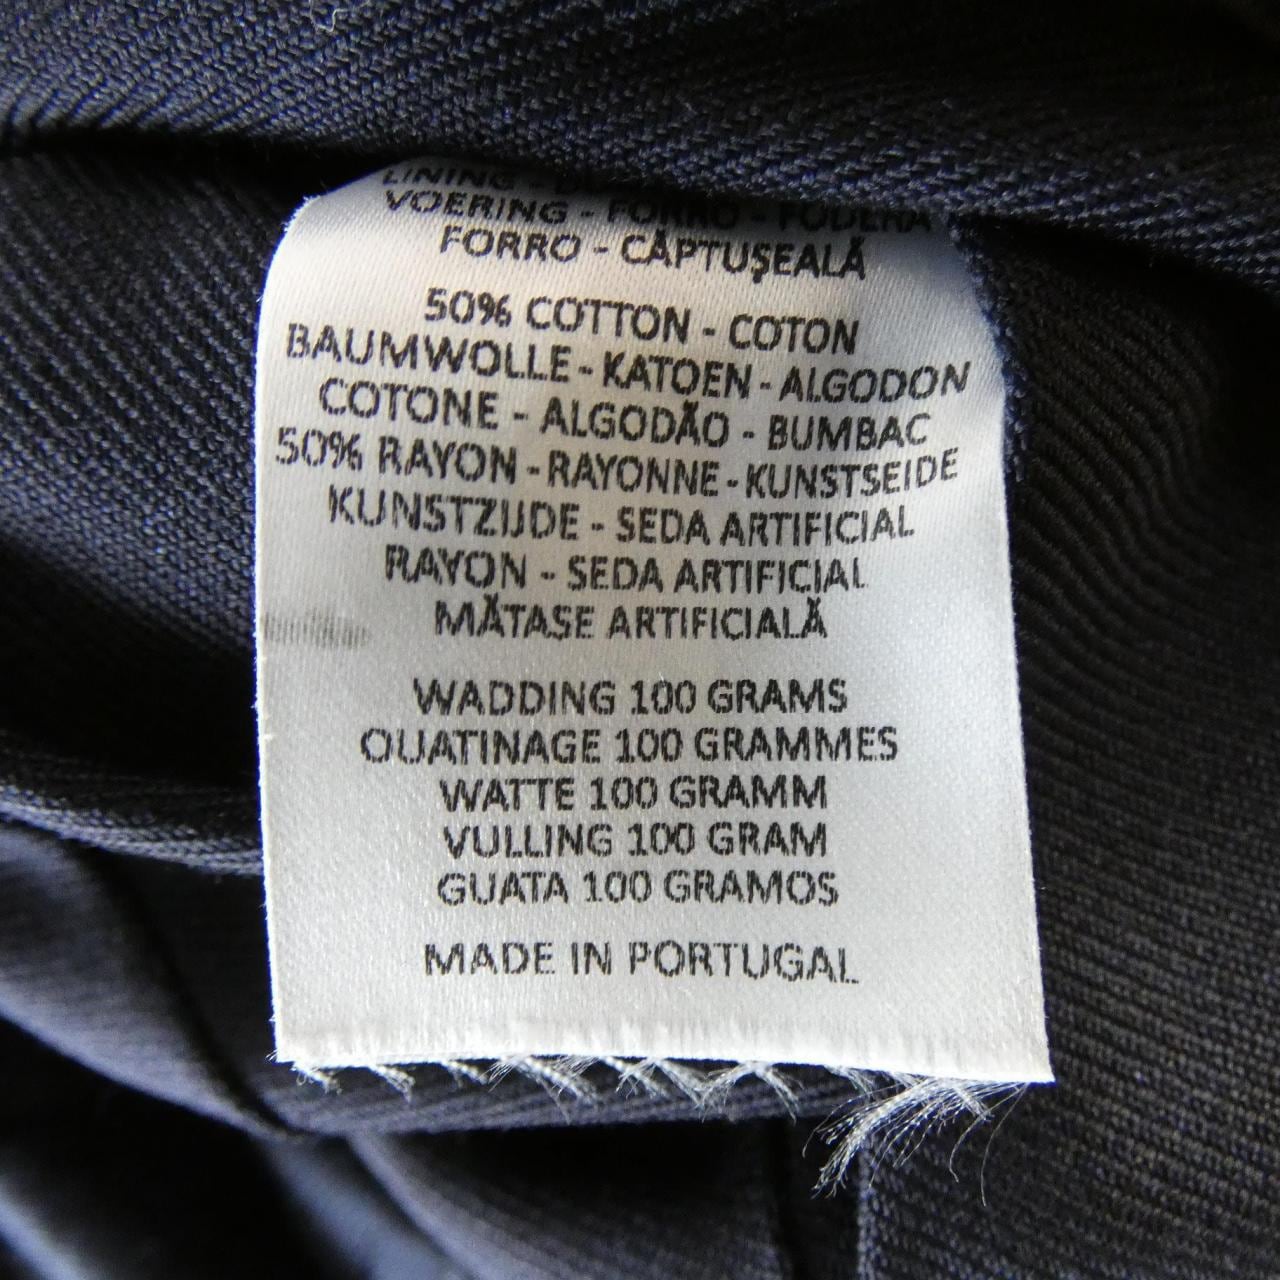 LINING -
VOERING - FORRO - FODERA
FORRO - CĂPTUŞEALĂ
50% COTTON - COTON
BAUMWOLLE - KATOEN - ALGODON
COTONE - ALGODÃO - BUMBAC
50% RAYON - RAYONNE - KUNSTSEIDE
KUNSTZIJDE - SEDA ARTIFICIAL
RAYON - SEDA ARTIFICIAL
MĂTASE ARTIFICIALĂ
WADDING 100 GRAMS
OUATINAGE 100 GRAMMES
WATTE 100 GRAMM
VULLING 100 GRAM
GUATA 100 GRAMOS
MADE IN PORTUGAL